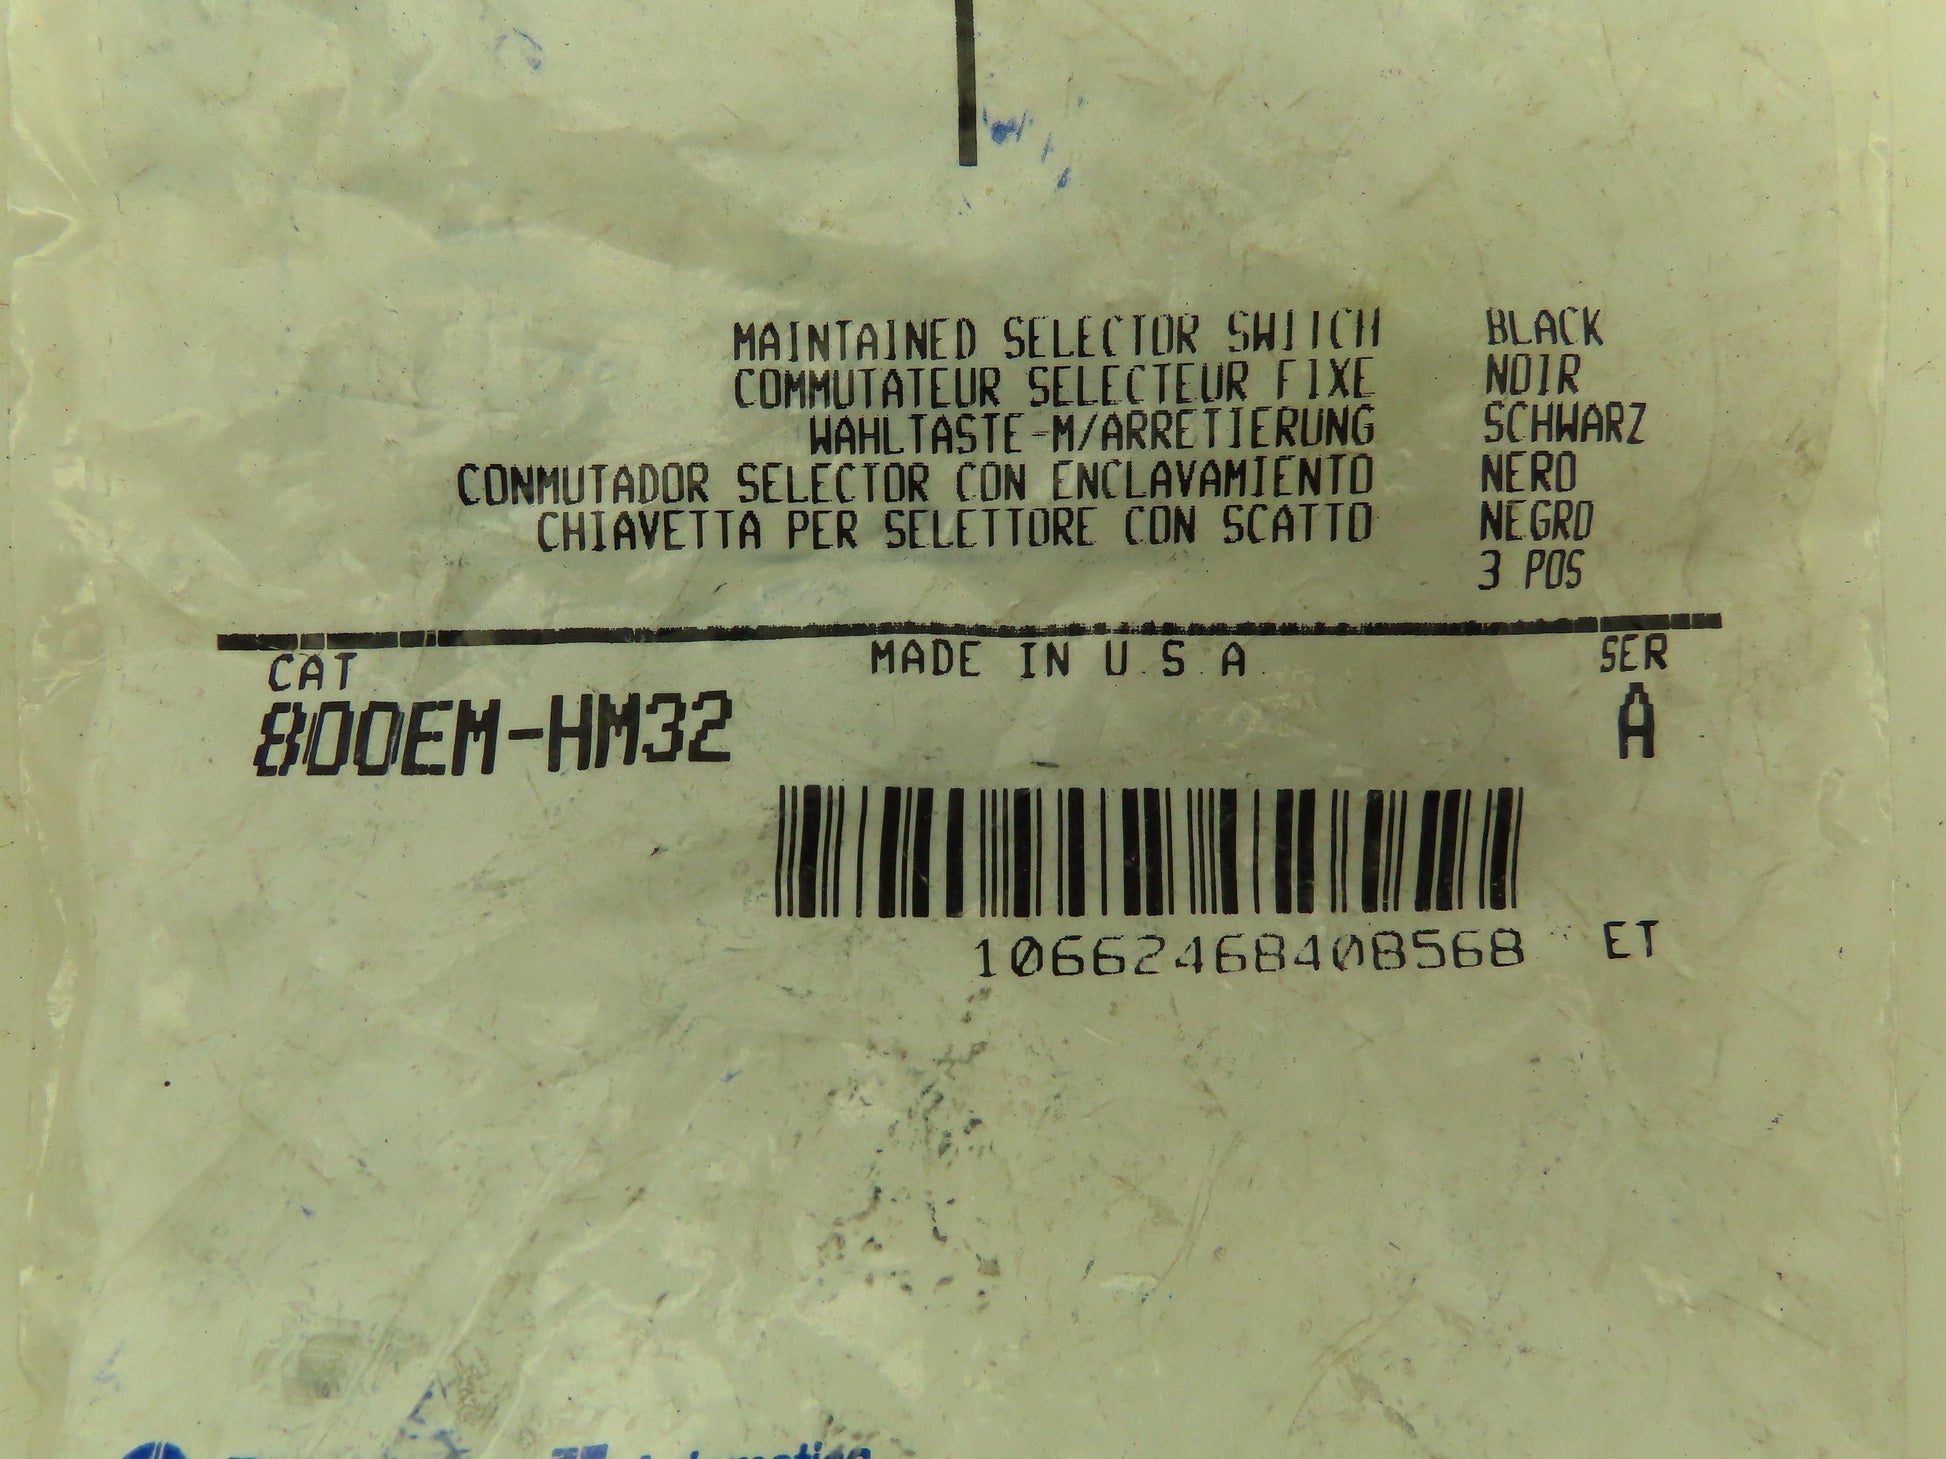 MAINTAINED SELECTOR SWITCH BLACK
COMMUTATEUR SELECTEUR FIXE NOIR
WAHLTASTE-M/ARRETIERUNG SCHWARZ
CONMUTADOR SELECTOR CON ENCLAVAMIENTO NERO
CHIAVETTA PER SELETTORE CON SCATTO NEGRO
3 POS
CAT MADE IN U.S.A. SER
800EM-HM32 A
10662468408568 ET